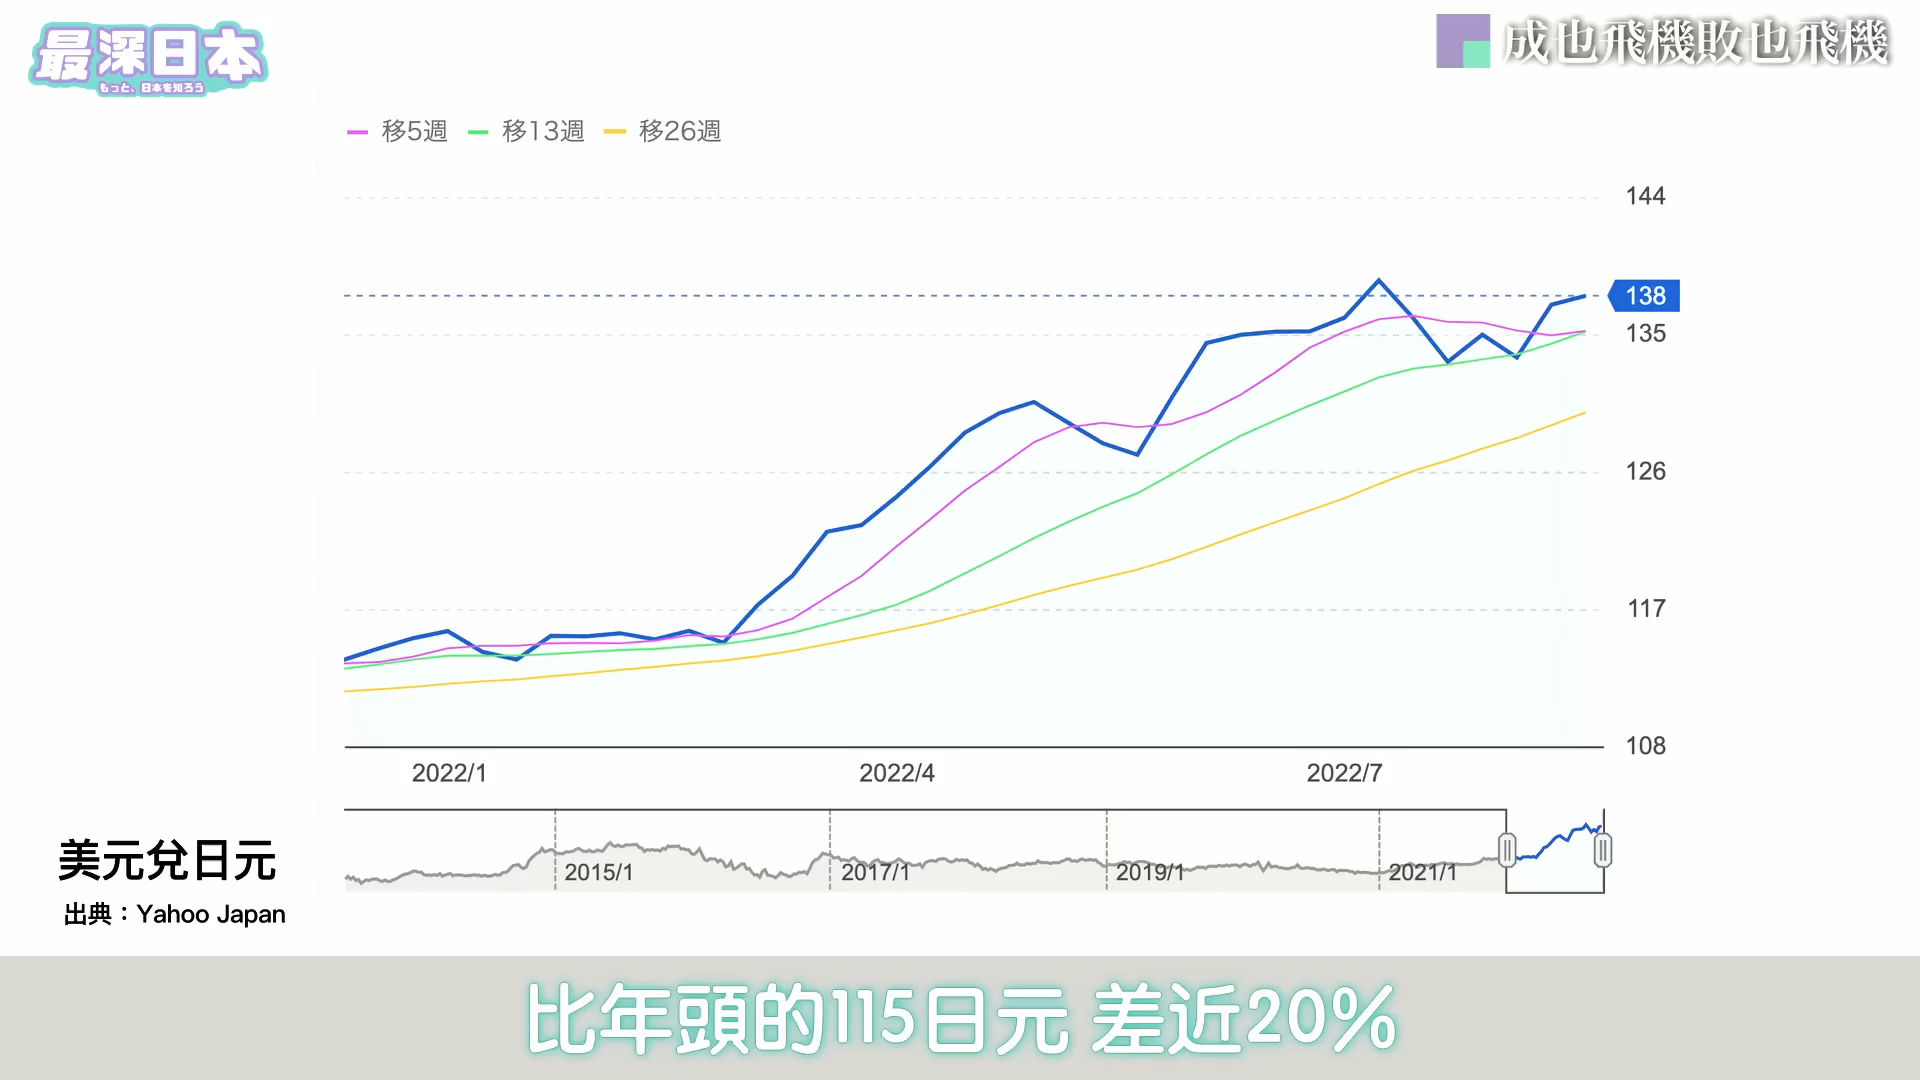 最深日本
もっと、日本を知ろう
成也飛機敗也飛機
移5週 移13週 移26週
144
138
135
126
117
108
2022/1 2022/4 2022/7
2015/1 2017/1 2019/1 2021/1
美元兌日元
出典：Yahoo Japan
比年頭的115日元 差近20%